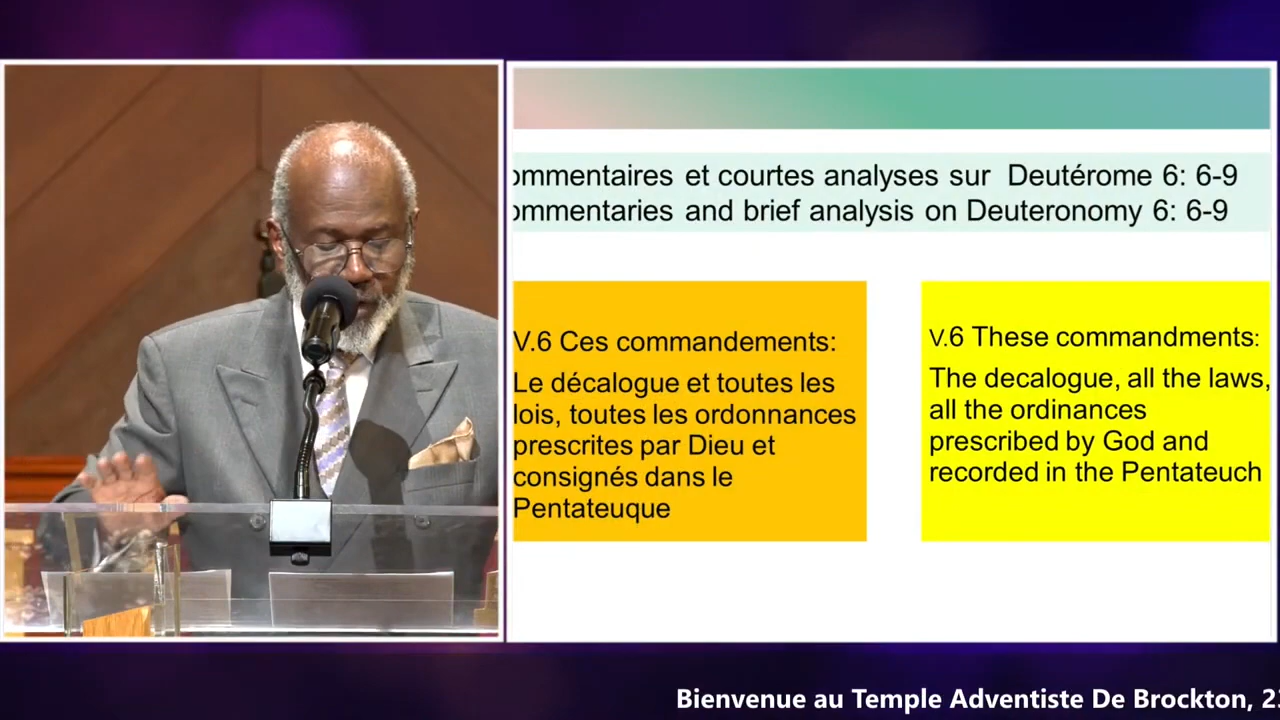 ommentaires et courtes analyses sur Deutérome 6: 6-9
ommentaries and brief analysis on Deuteronomy 6: 6-9
V.6 Ces commandements:
Le décalogue et toutes les
lois, toutes les ordonnances
prescrites par Dieu et
consignés dans le
Pentateuque
V.6 These commandments:
The decalogue, all the laws,
all the ordinances
prescribed by God and
recorded in the Pentateuch
Bienvenue au Temple Adventiste De Brockton,